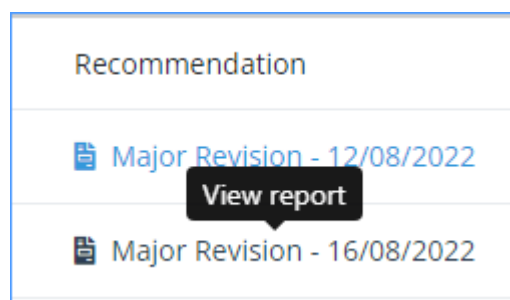 Recommendation
Major Revision - 12/08/2022
View report
Major Revision - 16/08/2022